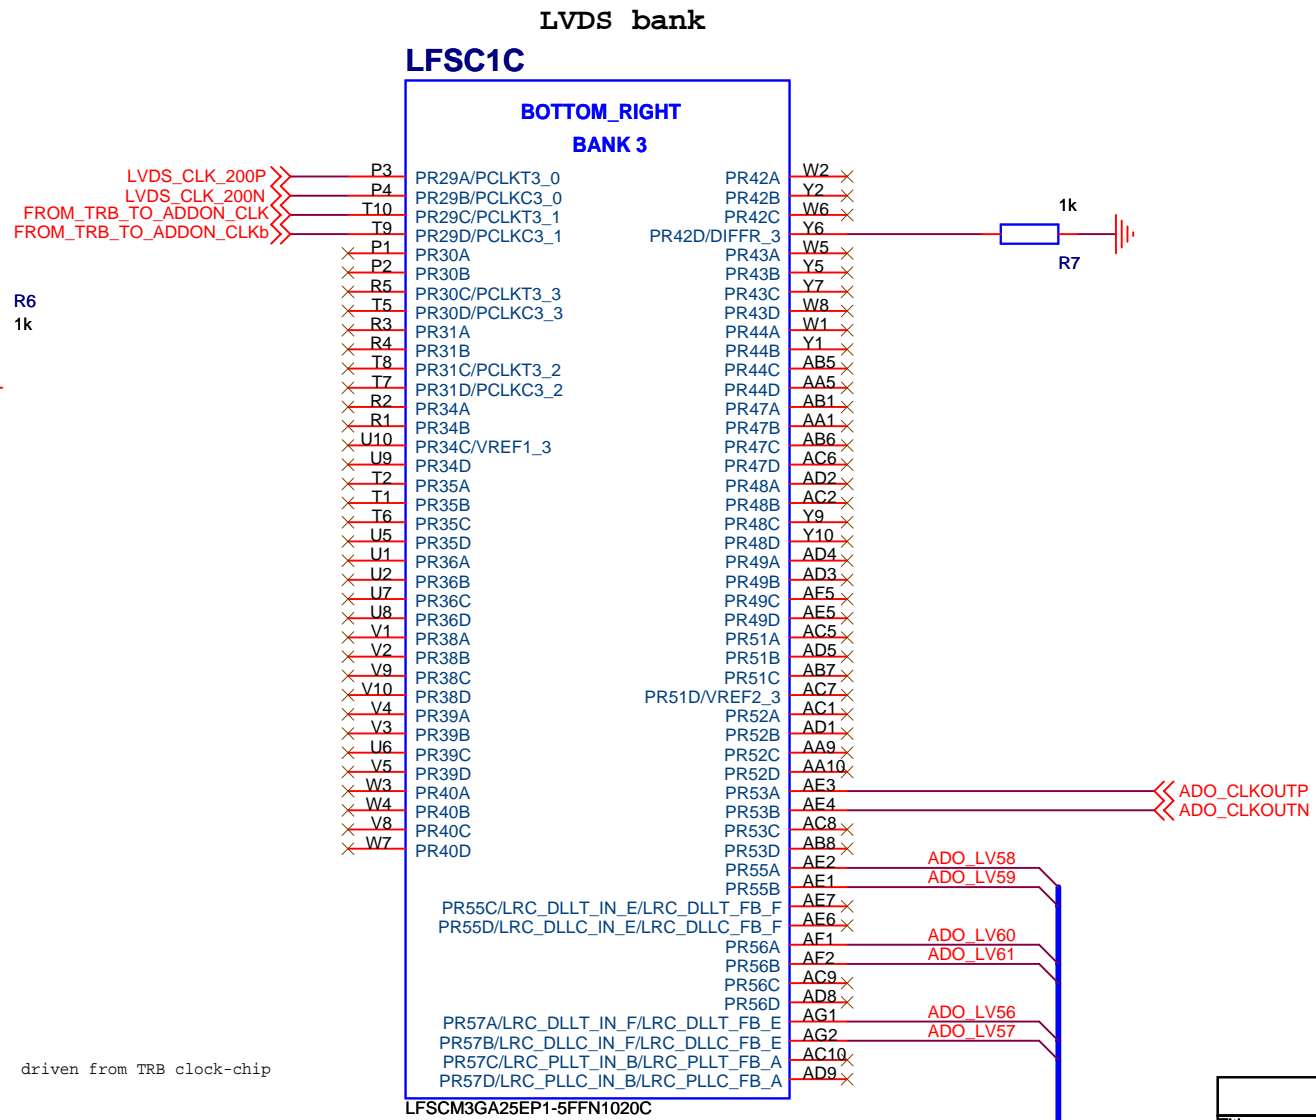 LVDS bank
LFSC1C
BOTTOM_RIGHT
BANK 3
LVDS_CLK_200P P3 PR29A/PCLKT3_0 PR42A W2
LVDS_CLK_200N P4 PR29B/PCLKC3_0 PR42B Y2
FROM_TRB_TO_ADDON_CLK T10 PR29C/PCLKT3_1 PR42C W6 1k
FROM_TRB_TO_ADDON_CLKb T9 PR29D/PCLKC3_1 PR42D/DIFFR_3 Y6
P1 PR30A PR43A W5 R7
P2 PR30B PR43B Y5
R6 R5 PR30C/PCLKT3_3 PR43C Y7
1k T5 PR30D/PCLKC3_3 PR43D W8
R3 PR31A PR44A W1
R4 PR31B PR44B Y1
T8 PR31C/PCLKT3_2 PR44C AB5
T7 PR31D/PCLKC3_2 PR44D AA5
R2 PR34A PR47A AB1
R1 PR34B PR47B AA1
U10 PR34C/VREF1_3 PR47C AB6
U9 PR34D PR47D AC6
T2 PR35A PR48A AD2
T1 PR35B PR48B AC2
T6 PR35C PR48C Y9
U5 PR35D PR48D Y10
U1 PR36A PR49A AD4
U2 PR36B PR49B AD3
U7 PR36C PR49C AF5
U8 PR36D PR49D AE5
V1 PR38A PR51A AC5
V2 PR38B PR51B AD5
V9 PR38C PR51C AB7
V10 PR38D PR51D/VREF2_3 AC7
V4 PR39A PR52A AC1
V3 PR39B PR52B AD1
U6 PR39C PR52C AA9
V5 PR39D PR52D AA10
W3 PR40A PR53A AE3 ADO_CLKOUTP
W4 PR40B PR53B AE4 ADO_CLKOUTN
V8 PR40C PR53C AC8
W7 PR40D PR53D AB8
PR55A AE2 ADO_LV58
PR55B AE1 ADO_LV59
PR55C/LRC_DLLT_IN_E/LRC_DLLT_FB_F AE7
PR55D/LRC_DLLC_IN_E/LRC_DLLC_FB_F AE6
PR56A AF1 ADO_LV60
PR56B AF2 ADO_LV61
PR56C AC9
PR56D AD8
PR57A/LRC_DLLT_IN_F/LRC_DLLT_FB_E AG1 ADO_LV56
PR57B/LRC_DLLC_IN_F/LRC_DLLC_FB_E AG2 ADO_LV57
PR57C/LRC_PLLT_IN_B/LRC_PLLT_FB_A AC10
driven from TRB clock-chip PR57D/LRC_PLLC_IN_B/LRC_PLLC_FB_A AD9
LFSCM3GA25EP1-5FFN1020C